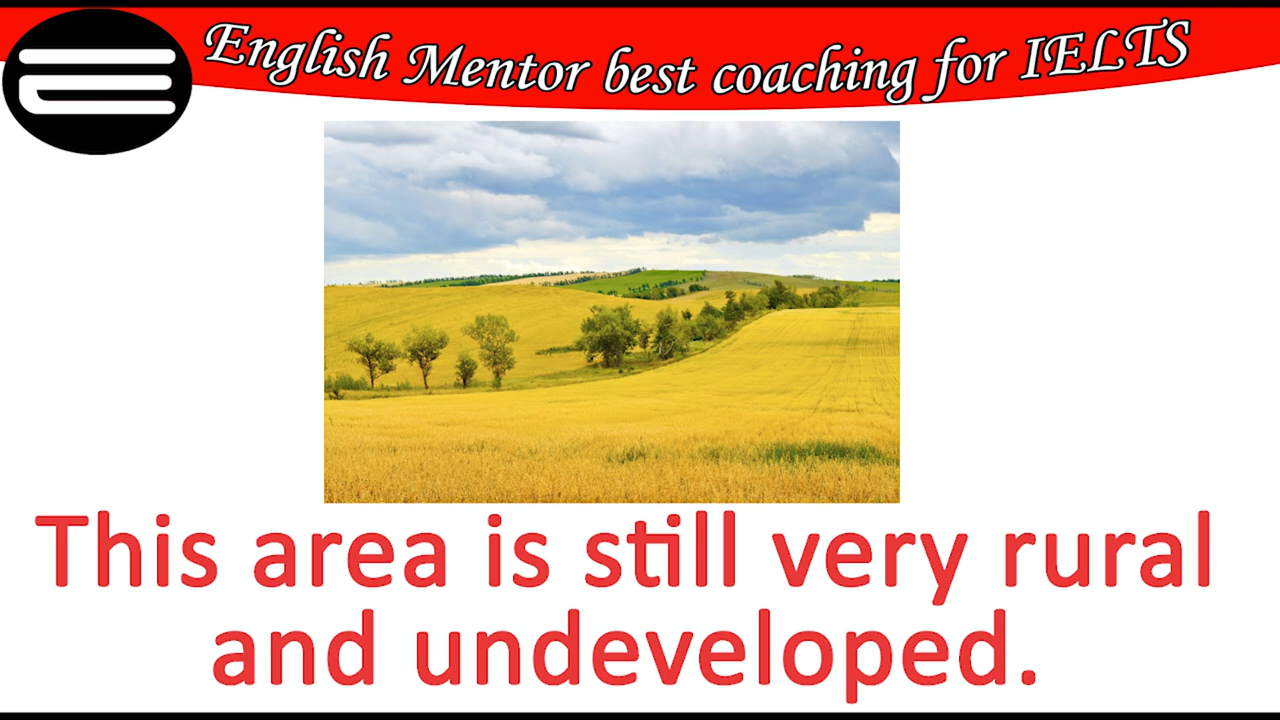 English Mentor best coaching for IELTS
This area is still very rural
and undeveloped.